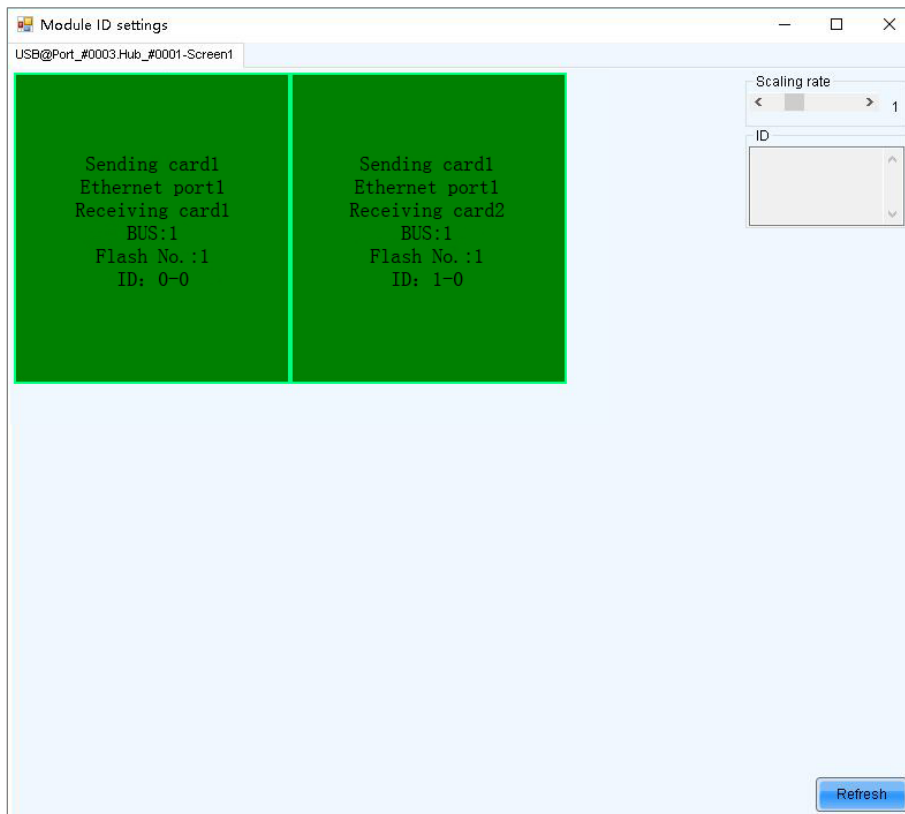 Module ID settings
USB@Port_#0003.Hub_#0001-Screen1
Sending card1
Ethernet port1
Receiving card1
BUS:1
Flash No.:1
ID: 0-0
Sending card1
Ethernet port1
Receiving card2
BUS:1
Flash No.:1
ID: 1-0
Scaling rate
1
ID
Refresh